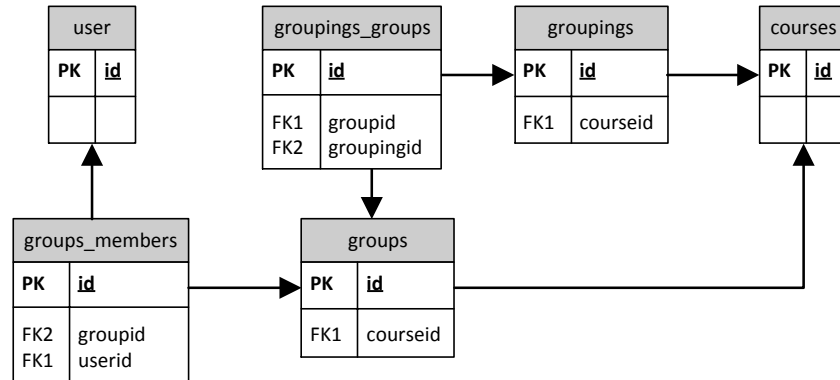 user
PK id
groupings_groups
PK id
FK1 groupid
FK2 groupingid
groupings
PK id
FK1 courseid
courses
PK id
groups_members
PK id
FK2 groupid
FK1 userid
groups
PK id
FK1 courseid